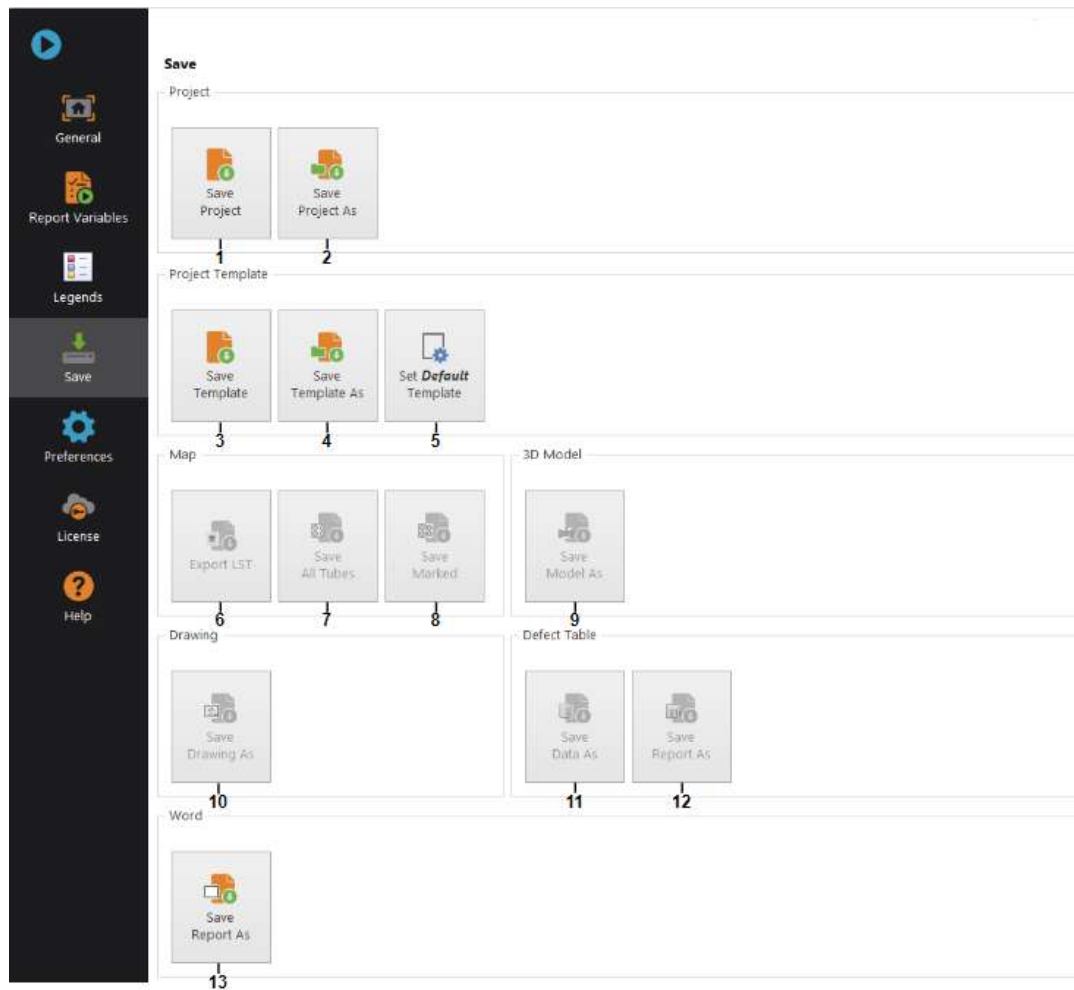 General
Report Variables
Legends
Save
Preferences
License
Help
Save
Project
Save
Project
Save
Project As
1
2
Project Template
Save
Template
Save
Template As
Set Default
Template
3
4
5
Map
Export LST
Save
All Tubes
Save
Marked
6
7
8
3D Model
Save
Model As
9
Drawing
Save
Drawing As
10
Defect Table
Save
Data As
Save
Report As
11
12
Word
Save
Report As
13